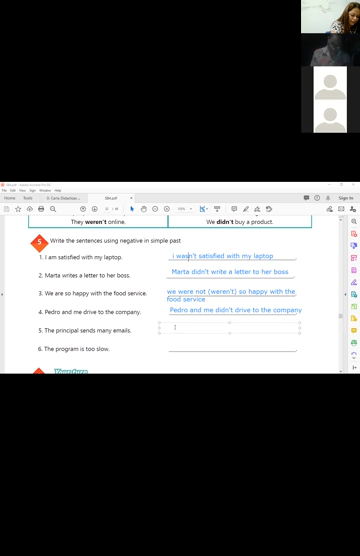 Sign In
They weren't online.
We didn't buy a product.
5 Write the sentences using negative in simple past
1. I am satisfied with my laptop.
i wasn't satisfied with my laptop
2. Marta writes a letter to her boss.
Marta didn't write a letter to her boss
3. We are so happy with the food service.
we were not (weren't) so happy with the
food service
4. Pedro and me drive to the company.
Pedro and me didn't drive to the company
5. The principal sends many emails.
6. The program is too slow.